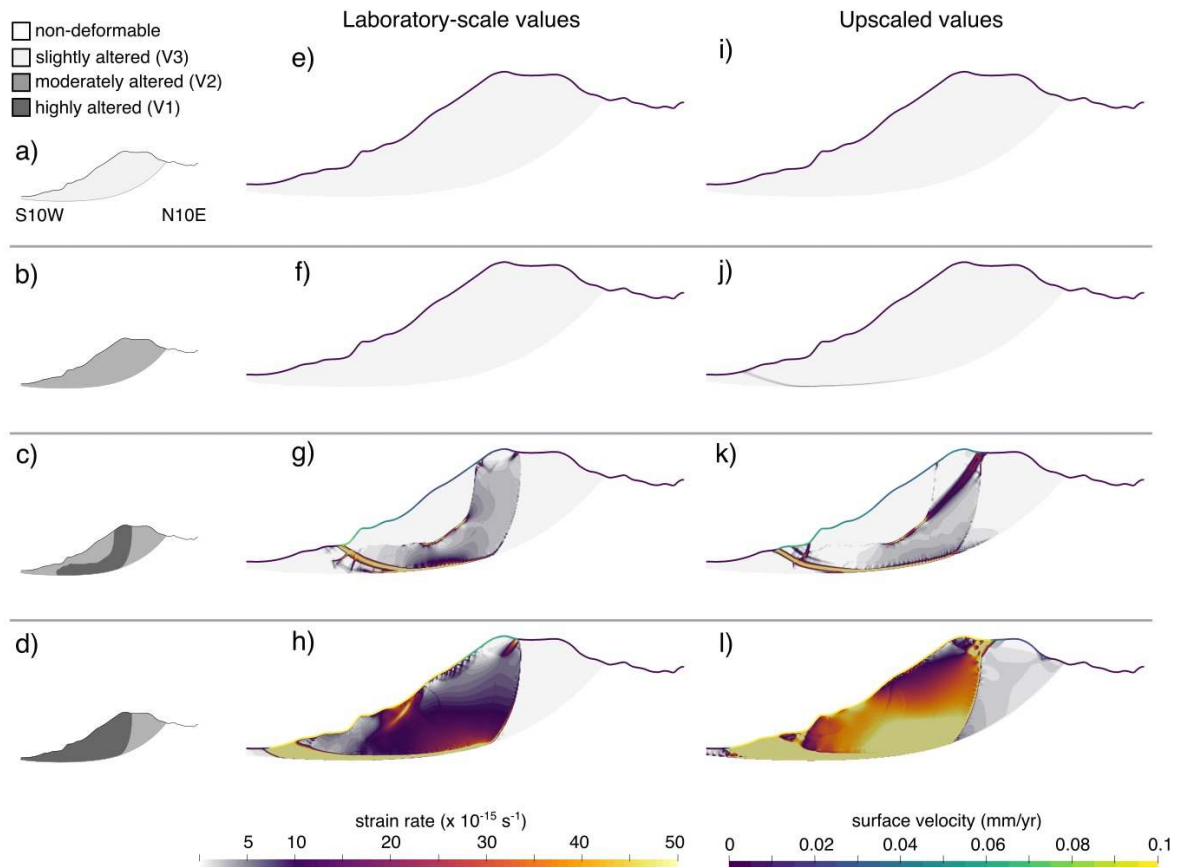 Laboratory-scale values
Upscaled values
non-deformable
slightly altered (V3)
moderately altered (V2)
highly altered (V1)
a)
S10W N10E
e)
i)
b)
f)
j)
c)
g)
k)
d)
h)
l)
strain rate (x 10⁻¹⁵ s⁻¹)
5 10 20 30 40 50
surface velocity (mm/yr)
0 0.02 0.04 0.06 0.08 0.1